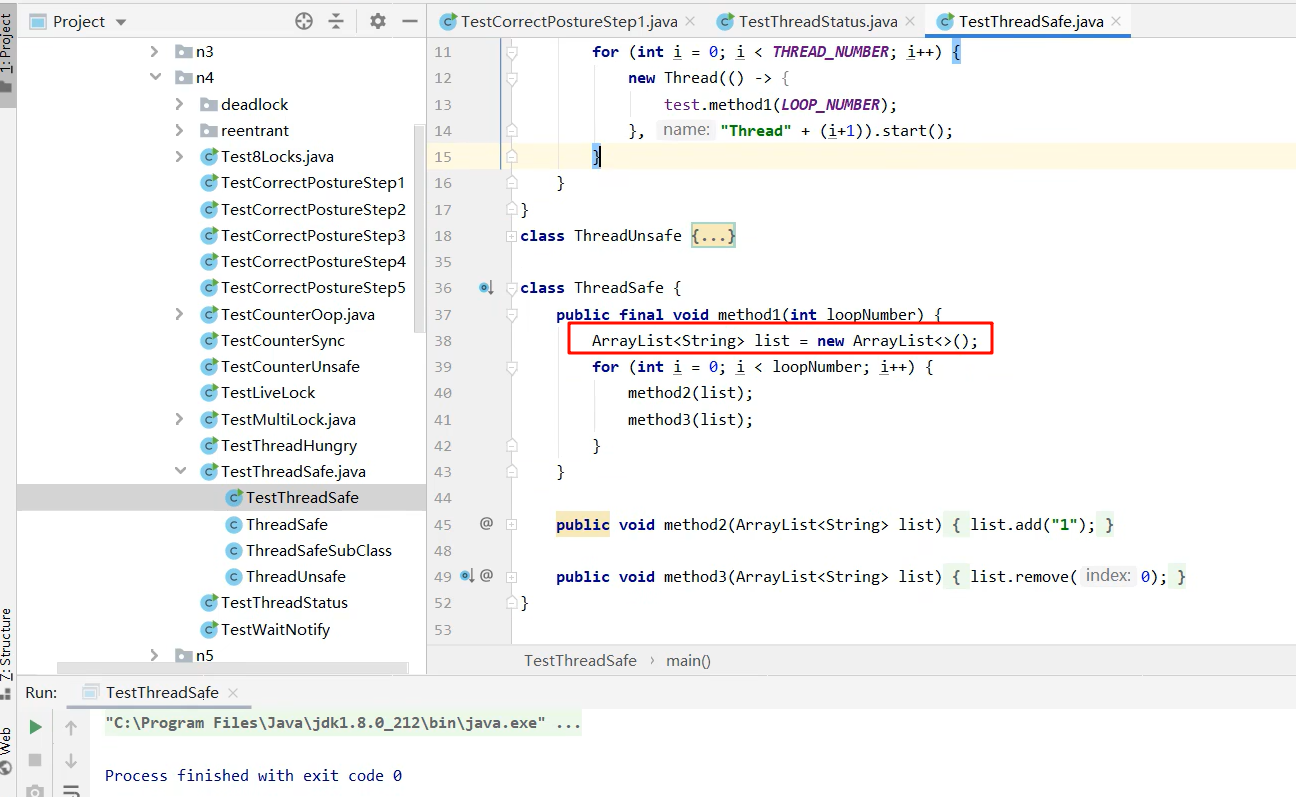 1: Project
Project
n3
n4
deadlock
reentrant
Test8Locks.java
TestCorrectPostureStep1
TestCorrectPostureStep2
TestCorrectPostureStep3
TestCorrectPostureStep4
TestCorrectPostureStep5
TestCounterOop.java
TestCounterSync
TestCounterUnsafe
TestLiveLock
TestMultiLock.java
TestThreadHungry
TestThreadSafe.java
TestThreadSafe
ThreadSafe
ThreadSafeSubClass
ThreadUnsafe
TestThreadStatus
TestWaitNotify
n5
TestCorrectPostureStep1.java TestThreadStatus.java TestThreadSafe.java
11 for (int i = 0; i < THREAD_NUMBER; i++) {
12 new Thread(() -> {
13 test.method1(LOOP_NUMBER);
14 }, name: "Thread" + (i+1)).start();
15 }
16 }
17 }
18 class ThreadUnsafe {...}
35
36 class ThreadSafe {
37 public final void method1(int loopNumber) {
38 ArrayList<String> list = new ArrayList<>();
39 for (int i = 0; i < loopNumber; i++) {
40 method2(list);
41 method3(list);
42 }
43 }
44
45 @ public void method2(ArrayList<String> list) { list.add("1"); }
48
49 @ public void method3(ArrayList<String> list) { list.remove( index: 0); }
52 }
53
TestThreadSafe › main()
Z: Structure
Web
Run: TestThreadSafe
"C:\Program Files\Java\jdk1.8.0_212\bin\java.exe" ...
Process finished with exit code 0